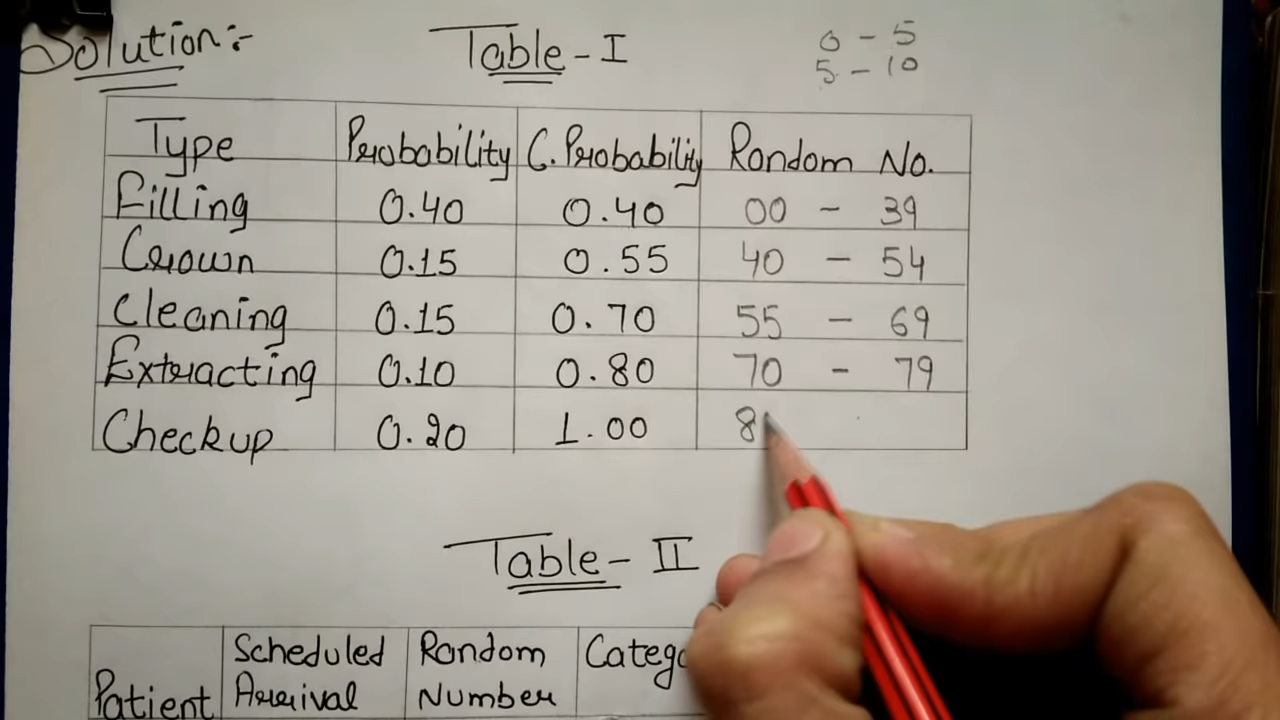 Solution:-
Table-I
0 - 5
5 - 10
Type Probability C. Probability Random No.
Filling 0.40 0.40 00 - 39
Crown 0.15 0.55 40 - 54
Cleaning 0.15 0.70 55 - 69
Extracting 0.10 0.80 70 - 79
Checkup 0.20 1.00 8
Table-II
Patient Scheduled Arrival Random Number